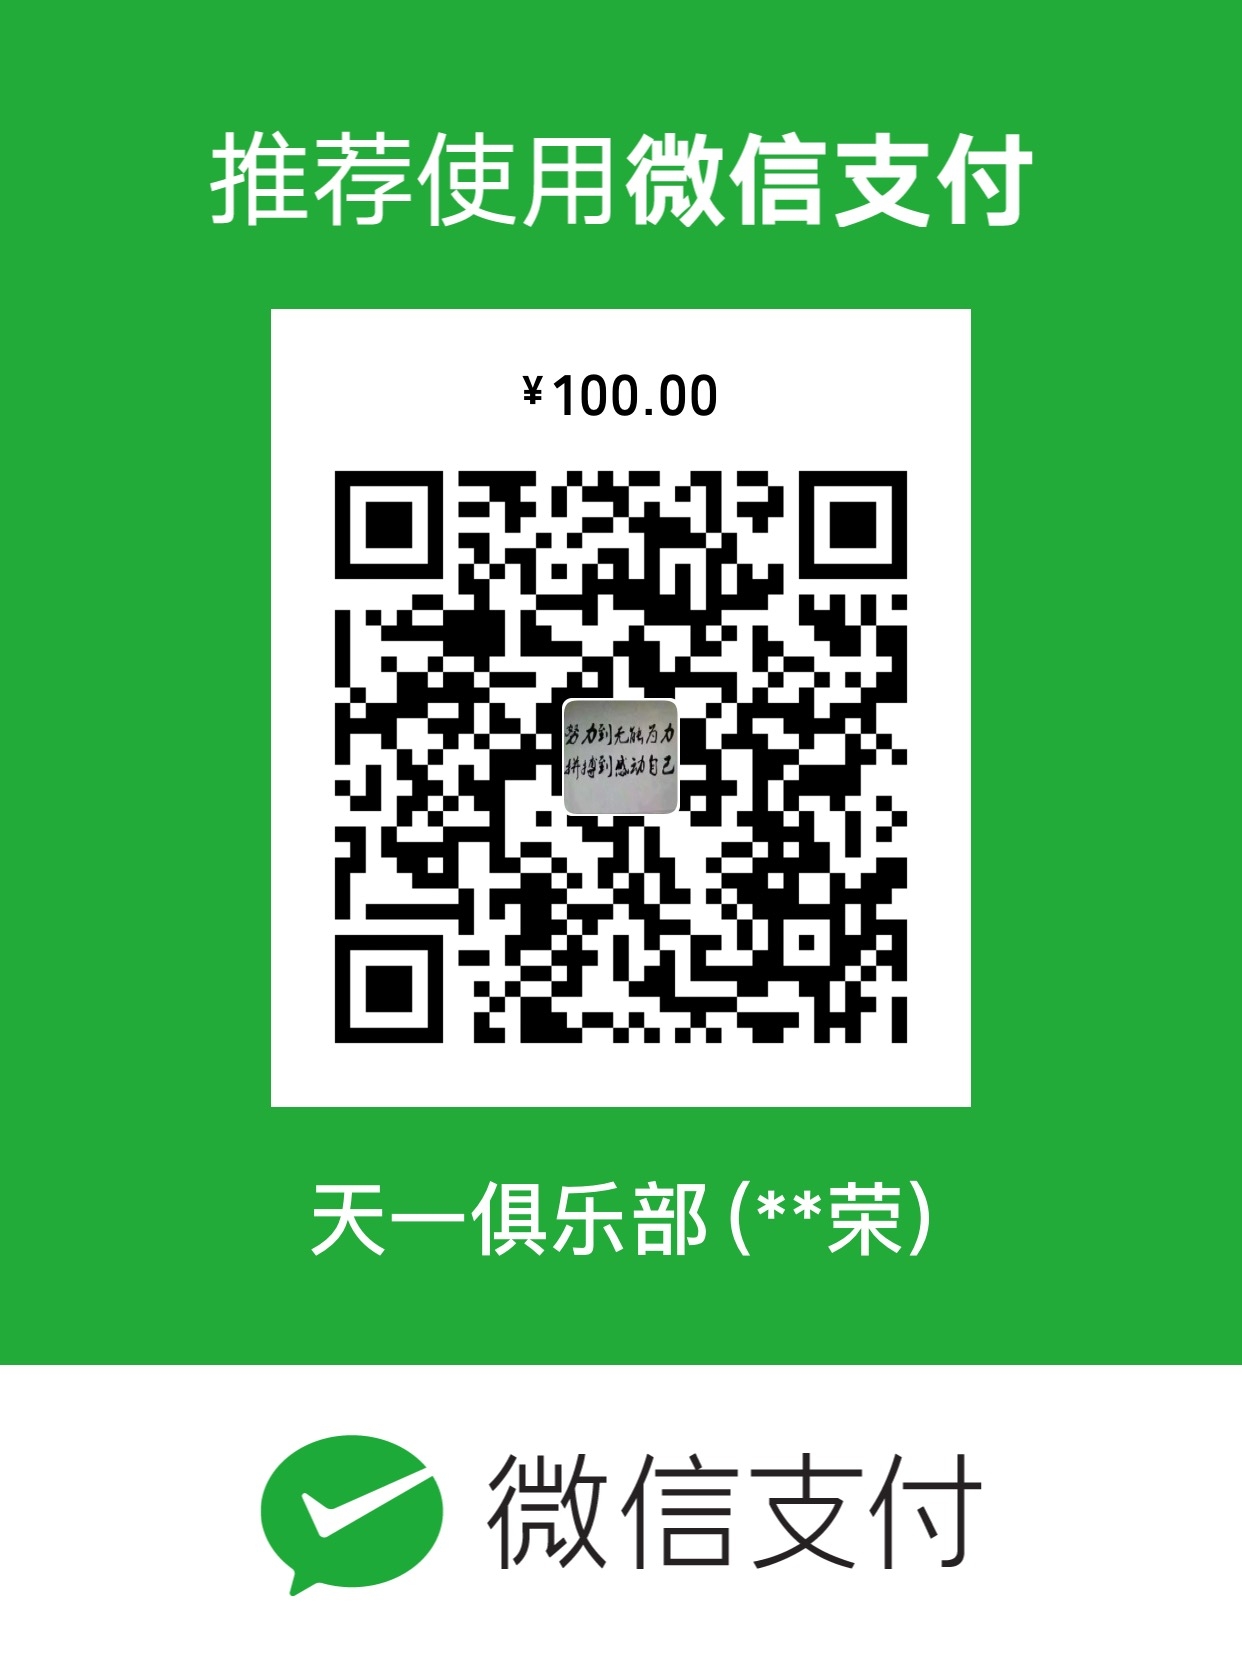 推荐使用微信支付
¥100.00
努力到无能为力
拼搏到感动自己
天一俱乐部(**荣)
微信支付